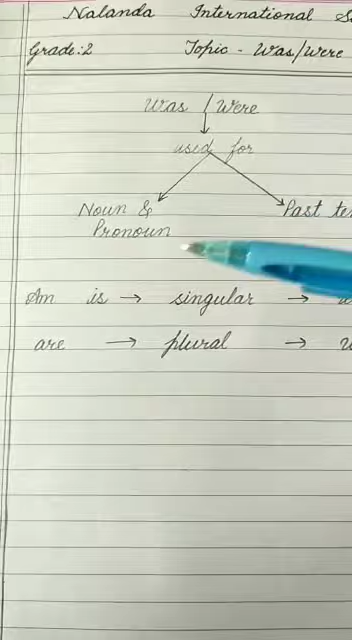 Nalanda International
Grade:2 Topic - Was/Were
Was / Were
used for
Noun & Past
Pronoun
Am is → singular →
are → plural →